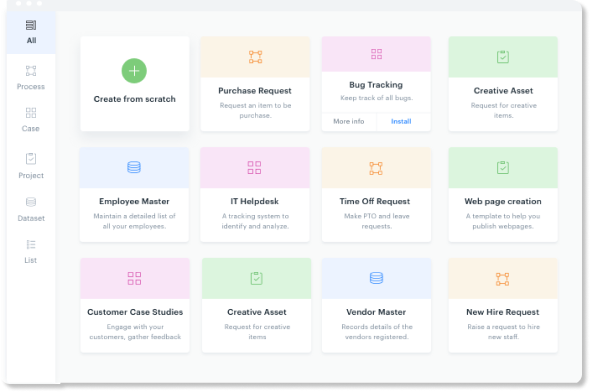 All
Process
Case
Project
Dataset
List
Create from scratch
Purchase Request
Request an item to be
purchase.
Bug Tracking
Keep track of all bugs.
More info
Install
Creative Asset
Request for creative
items.
Employee Master
Maintain a detailed list of
all your employees.
IT Helpdesk
A tracking system to
identify and analyze.
Time Off Request
Make PTO and leave
requests.
Web page creation
A template to help you
publish webpages.
Customer Case Studies
Engage with your
customers, gather feedback
Creative Asset
Request for creative
items
Vendor Master
Records details of the
vendors registered.
New Hire Request
Raise a request to hire
new staff.